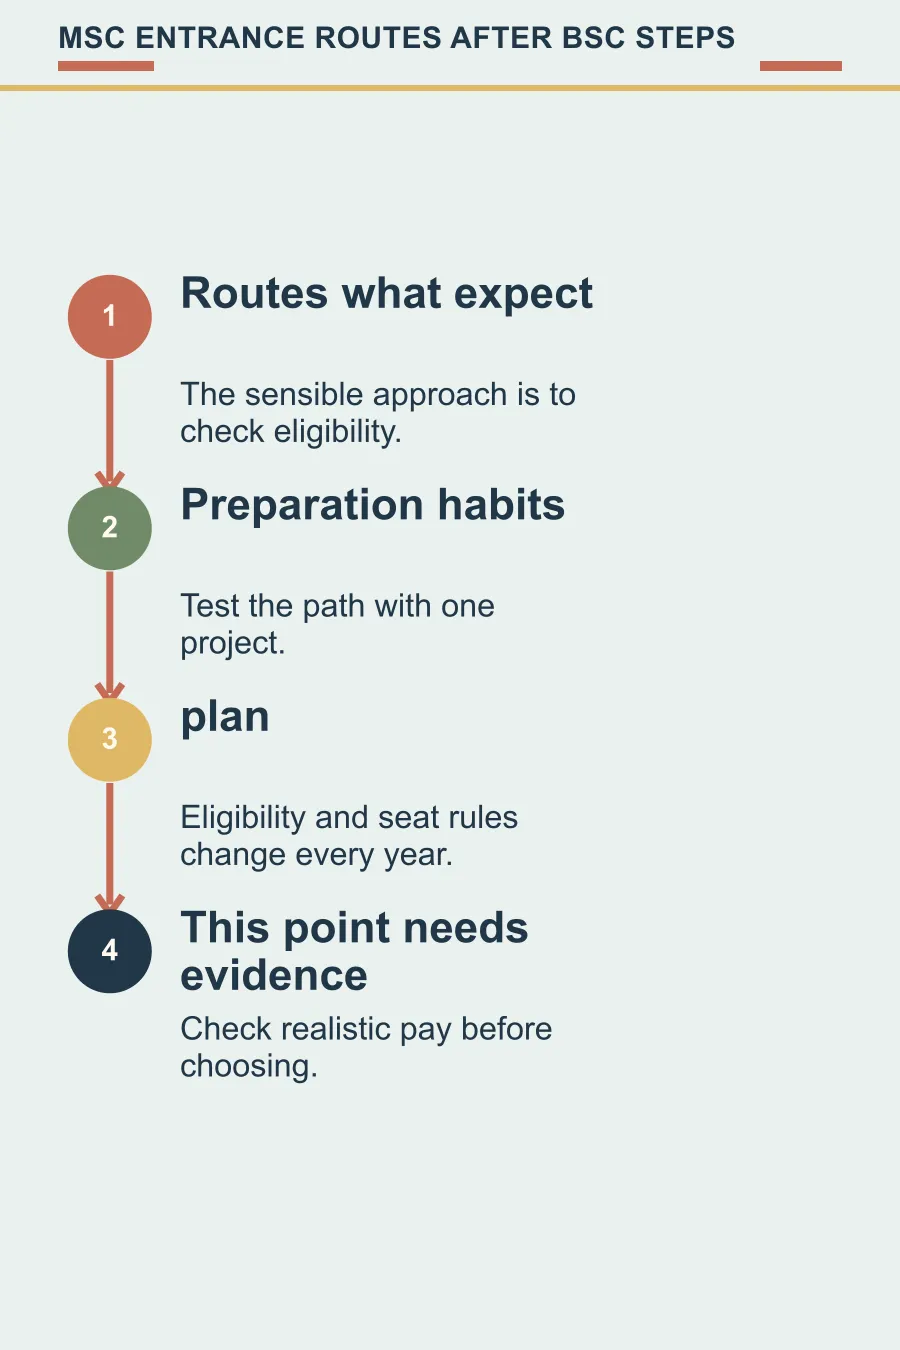 MSC ENTRANCE ROUTES AFTER BSC STEPS
1
Routes what expect
The sensible approach is to
check eligibility.
2
Preparation habits
Test the path with one
project.
3
plan
Eligibility and seat rules
change every year.
4
This point needs
evidence
Check realistic pay before
choosing.